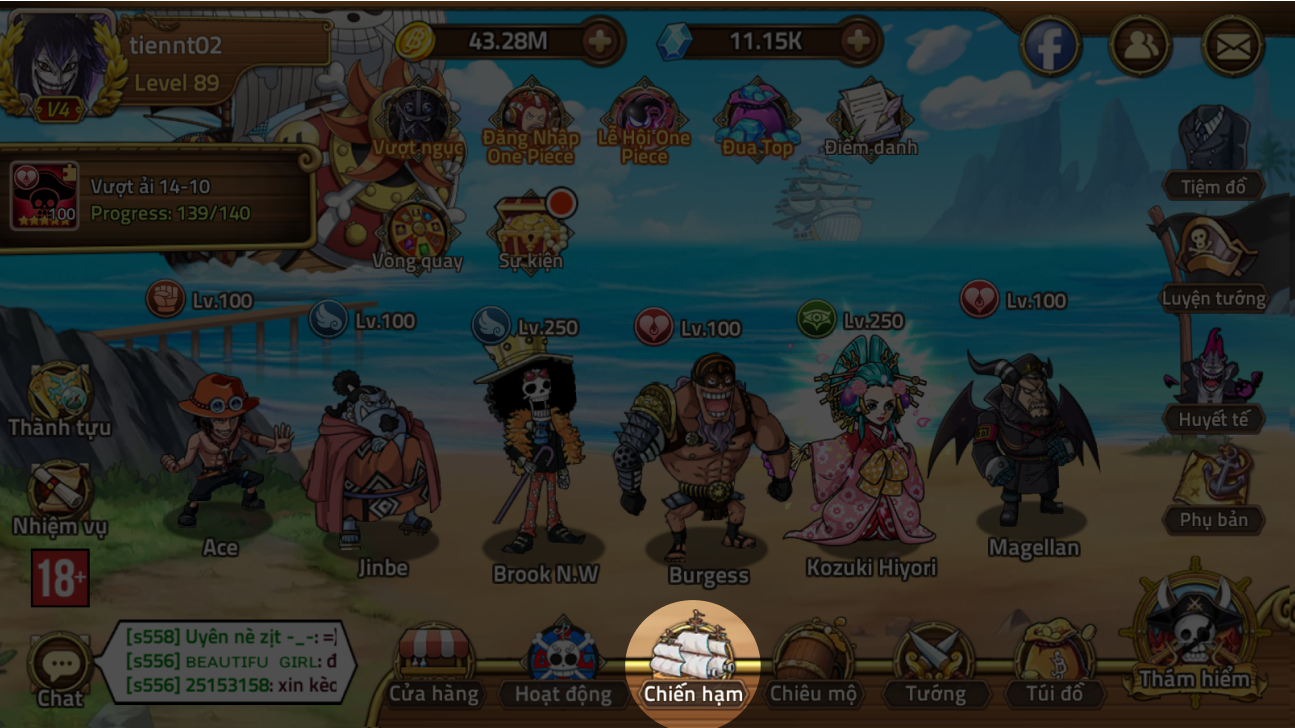 tiennt02
Level 89
1/4
43.28M
11.15K
Vượt ngục
Đăng Nhập
One Piece
Lễ Hội One
Piece
Đua Top
Điểm danh
Vượt ải 14-10
Progress: 139/140
100
Vòng quay
Sự kiện
Tiệm đồ
Luyện tướng
Huyết tế
Phụ bản
Lv.100
Lv.100
Lv.250
Lv.100
Lv.250
Lv.100
Thành tựu
Nhiệm vụ
18+
Ace
Jinbe
Brook N.W
Burgess
Kozuki Hiyori
Magellan
[s558] Uyên nè zịt -_-: =)
[s556] BEAUTIFU GIRL: đ
[s556] 25153158: xin kèo
Chat
Cửa hàng
Hoạt động
Chiến hạm
Chiêu mộ
Tướng
Túi đồ
Thám hiểm